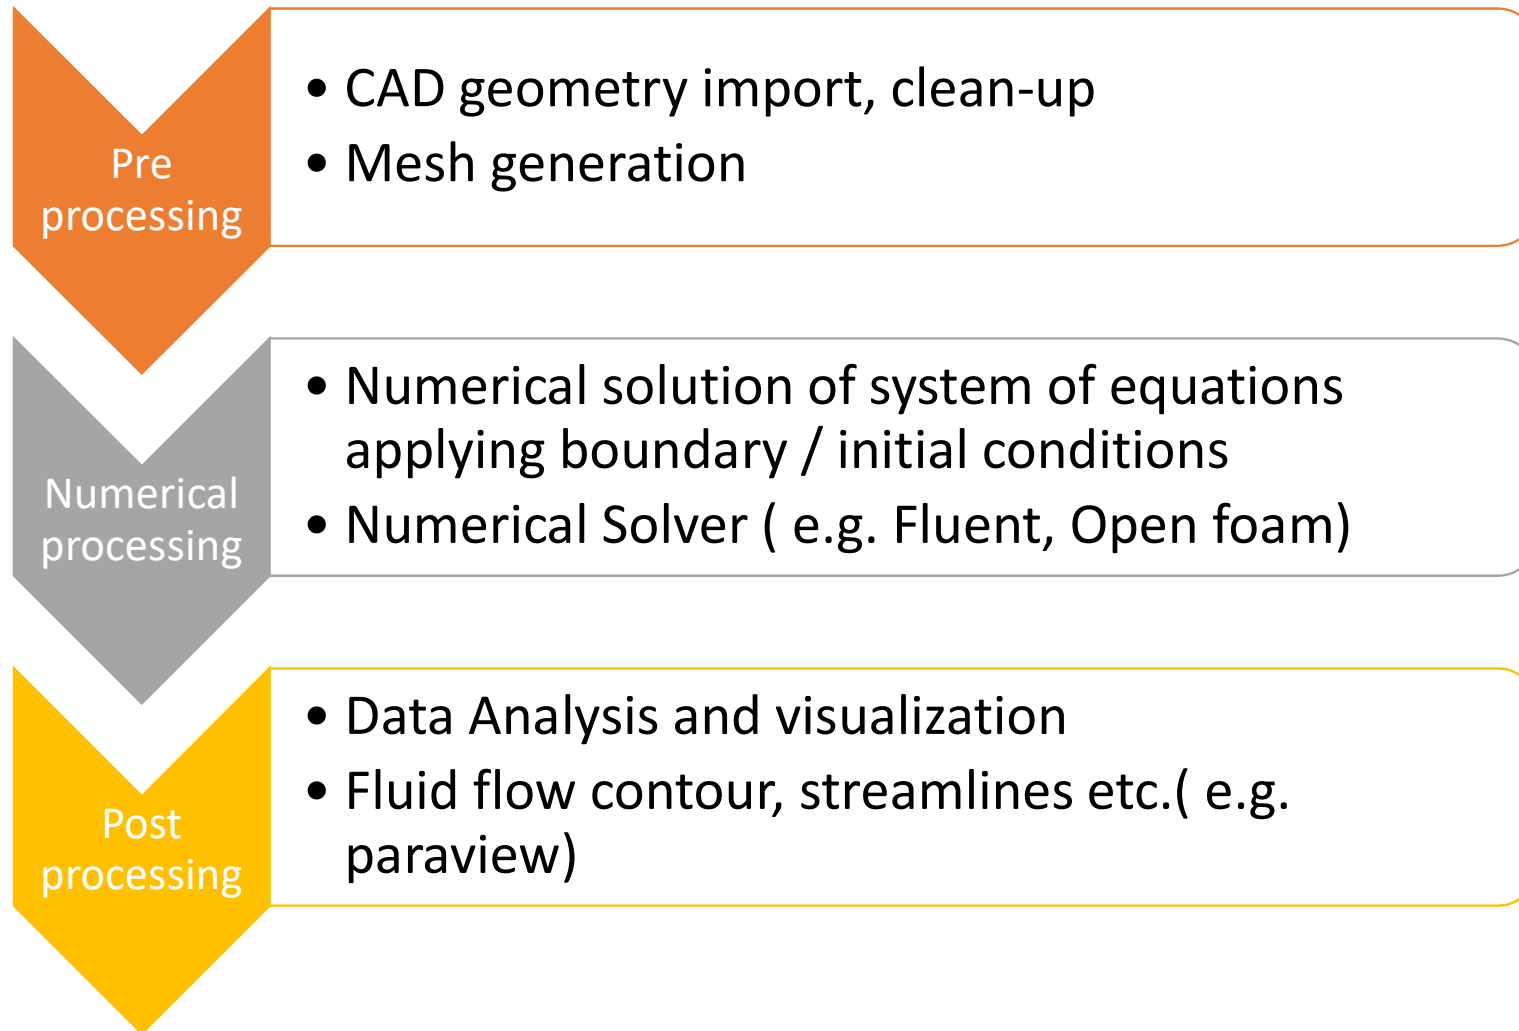 Pre
processing
• CAD geometry import, clean-up
• Mesh generation
Numerical
processing
• Numerical solution of system of equations
applying boundary / initial conditions
• Numerical Solver ( e.g. Fluent, Open foam)
Post
processing
• Data Analysis and visualization
• Fluid flow contour, streamlines etc.( e.g.
paraview)